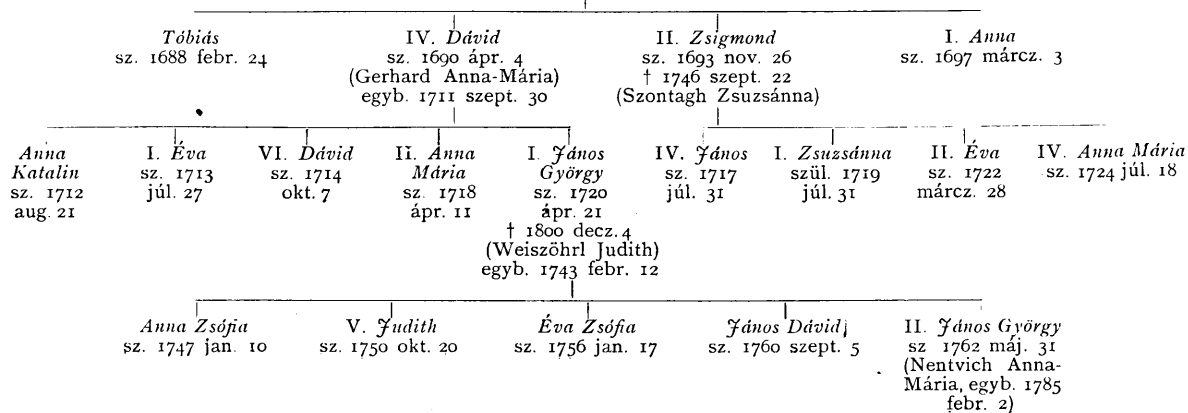 Tóbiás
sz. 1688 febr. 24
IV. Dávid
sz. 1690 ápr. 4
(Gerhard Anna-Mária)
egyb. 1711 szept. 30
II. Zsigmond
sz. 1693 nov. 26
† 1746 szept. 22
(Szontagh Zsuzsánna)
I. Anna
sz. 1697 márcz. 3
Anna
Katalin
sz. 1712
aug. 21
I. Éva
sz. 1713
júl. 27
VI. Dávid
sz. 1714
okt. 7
II. Anna
Mária
sz. 1718
ápr. 11
I. János
György
sz. 1720
ápr. 21
† 1800 decz. 4
(Weiszöhrl Judith)
egyb. 1743 febr. 12
IV. János
sz. 1717
júl. 31
I. Zsuzsánna
szül. 1719
júl. 31
II. Éva
sz. 1722
márcz. 28
IV. Anna Mária
sz. 1724 júl. 18
Anna Zsófia
sz. 1747 jan. 10
V. Judith
sz. 1750 okt. 20
Éva Zsófia
sz. 1756 jan. 17
János Dávid
sz. 1760 szept. 5
II. János György
sz 1762 máj. 31
(Nentvich Anna-
Mária, egyb. 1785
febr. 2)